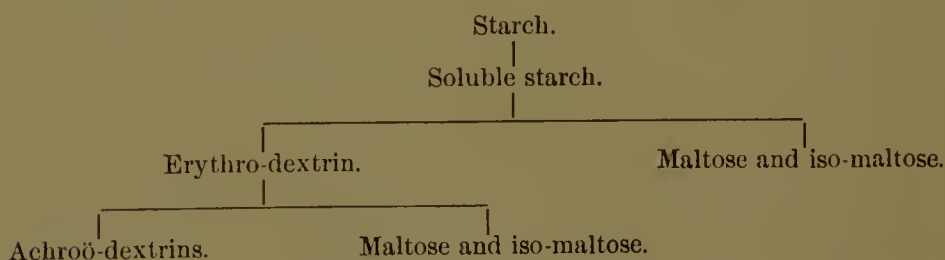 Starch.
Soluble starch.
Erythro-dextrin. Maltose and iso-maltose.
Achroö-dextrins. Maltose and iso-maltose.